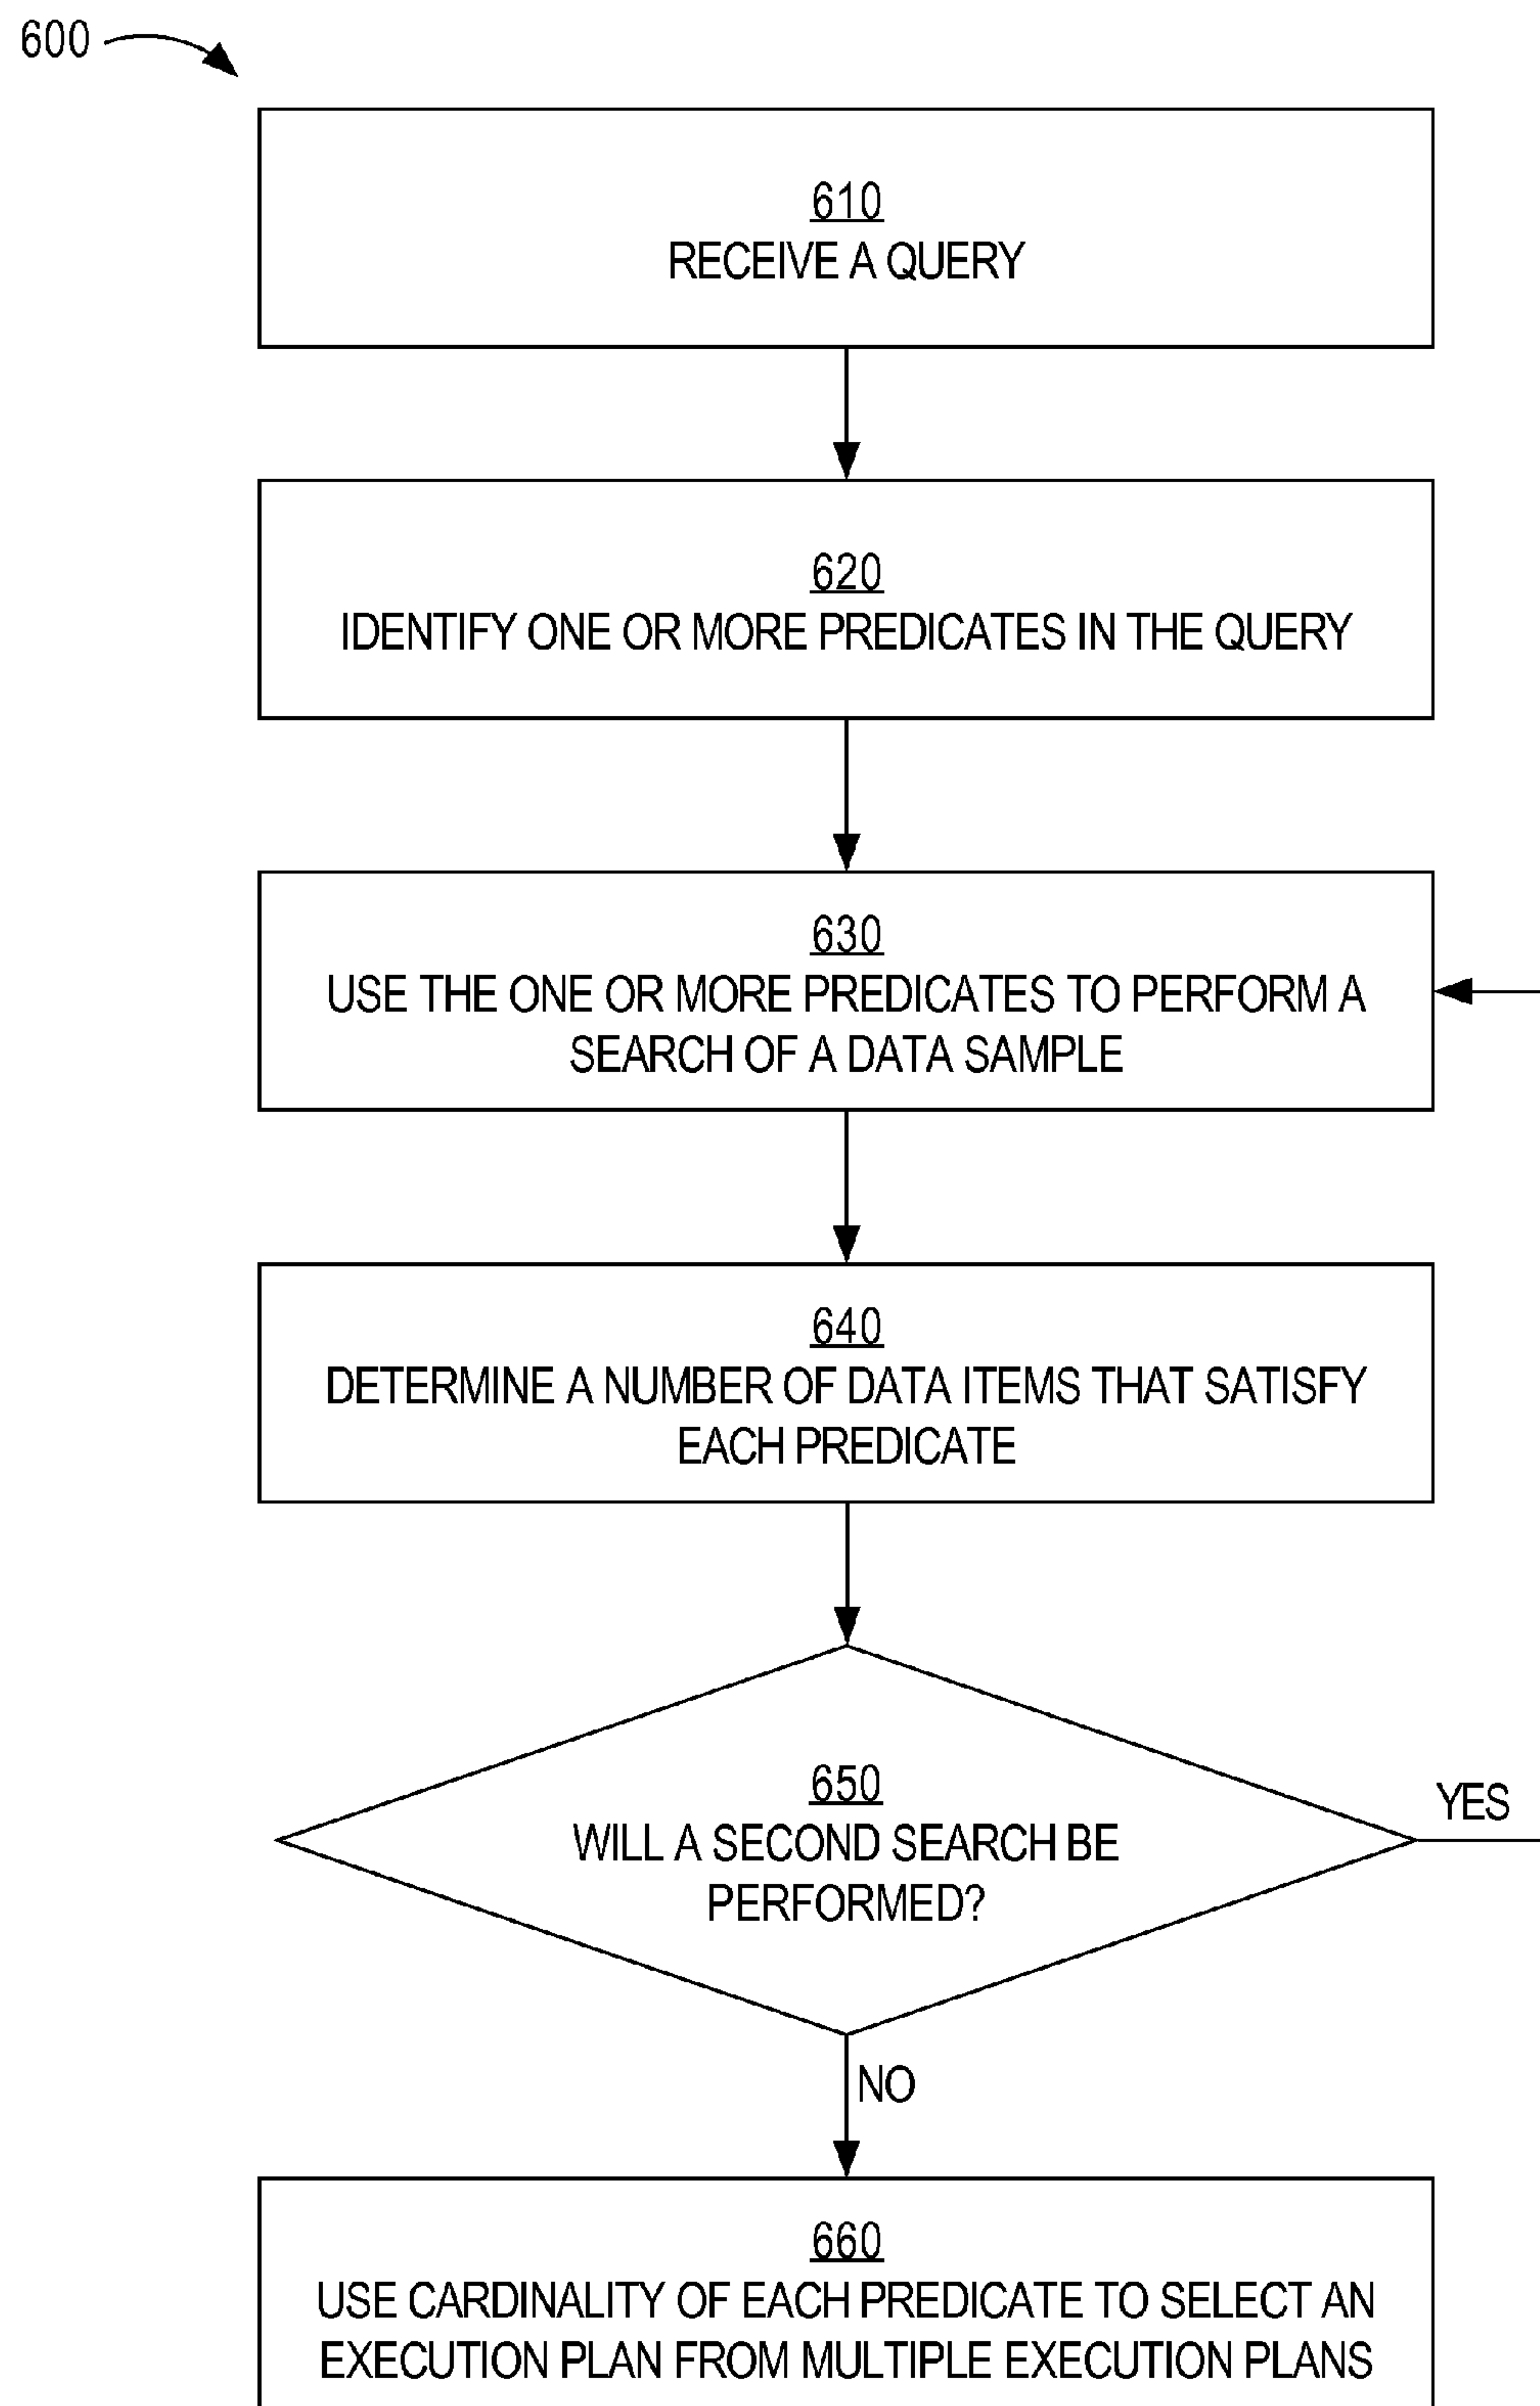 600
610
RECEIVE A QUERY
620
IDENTIFY ONE OR MORE PREDICATES IN THE QUERY
630
USE THE ONE OR MORE PREDICATES TO PERFORM A
SEARCH OF A DATA SAMPLE
640
DETERMINE A NUMBER OF DATA ITEMS THAT SATISFY
EACH PREDICATE
650
WILL A SECOND SEARCH BE
PERFORMED?
YES
NO
660
USE CARDINALITY OF EACH PREDICATE TO SELECT AN
EXECUTION PLAN FROM MULTIPLE EXECUTION PLANS